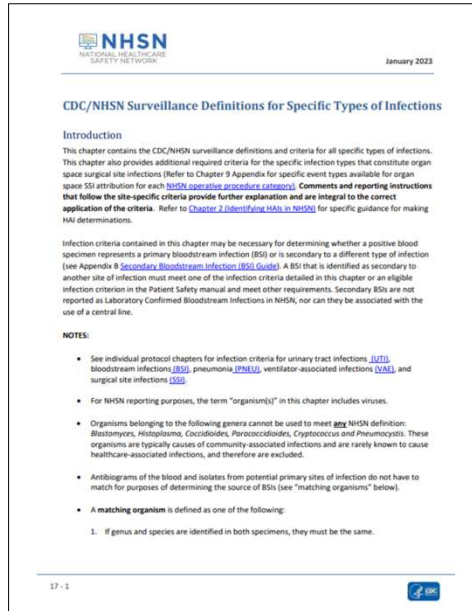 NHSN
NATIONAL HEALTHCARE
SAFETY NETWORK
January 2023
CDC/NHSN Surveillance Definitions for Specific Types of Infections
Introduction
This chapter contains the CDC/NHSN surveillance definitions and criteria for all specific types of infections.
This chapter also provides additional required criteria for the specific infection types that constitute organ
space surgical site infections (Refer to Chapter 9 Appendix for specific event types available for organ
space SSI attribution for each NHSN operative procedure category). Comments and reporting instructions
that follow the site-specific criteria provide further explanation and are integral to the correct
application of the criteria. Refer to Chapter 2 (Identifying HAIs in NHSN) for specific guidance for making
HAI determinations.
Infection criteria contained in this chapter may be necessary for determining whether a positive blood
specimen represents a primary bloodstream infection (BSI) or is secondary to a different type of infection
(see Appendix B Secondary Bloodstream Infection (BSI) Guide). A BSI that is identified as secondary to
another site of infection must meet one of the infection criteria detailed in this chapter or an eligible
infection criterion in the Patient Safety manual and meet other requirements. Secondary BSIs are not
reported as Laboratory Confirmed Bloodstream Infections in NHSN, nor can they be associated with the
use of a central line.
NOTES:
• See individual protocol chapters for infection criteria for urinary tract infections (UTI),
bloodstream infections (BSI), pneumonia (PNEU), ventilator-associated infections (VAE), and
surgical site infections (SSI).
• For NHSN reporting purposes, the term "organism(s)" in this chapter includes viruses.
• Organisms belonging to the following genera cannot be used to meet any NHSN definition:
Blastomyces, Histoplasma, Coccidioides, Paracoccidioides, Cryptococcus and Pneumocystis. These
organisms are typically causes of community-associated infections and are rarely known to cause
healthcare-associated infections, and therefore are excluded.
• Antibiograms of the blood and isolates from potential primary sites of infection do not have to
match for purposes of determining the source of BSIs (see "matching organisms" below).
• A matching organism is defined as one of the following:
1. If genus and species are identified in both specimens, they must be the same.
17 - 1
CDC